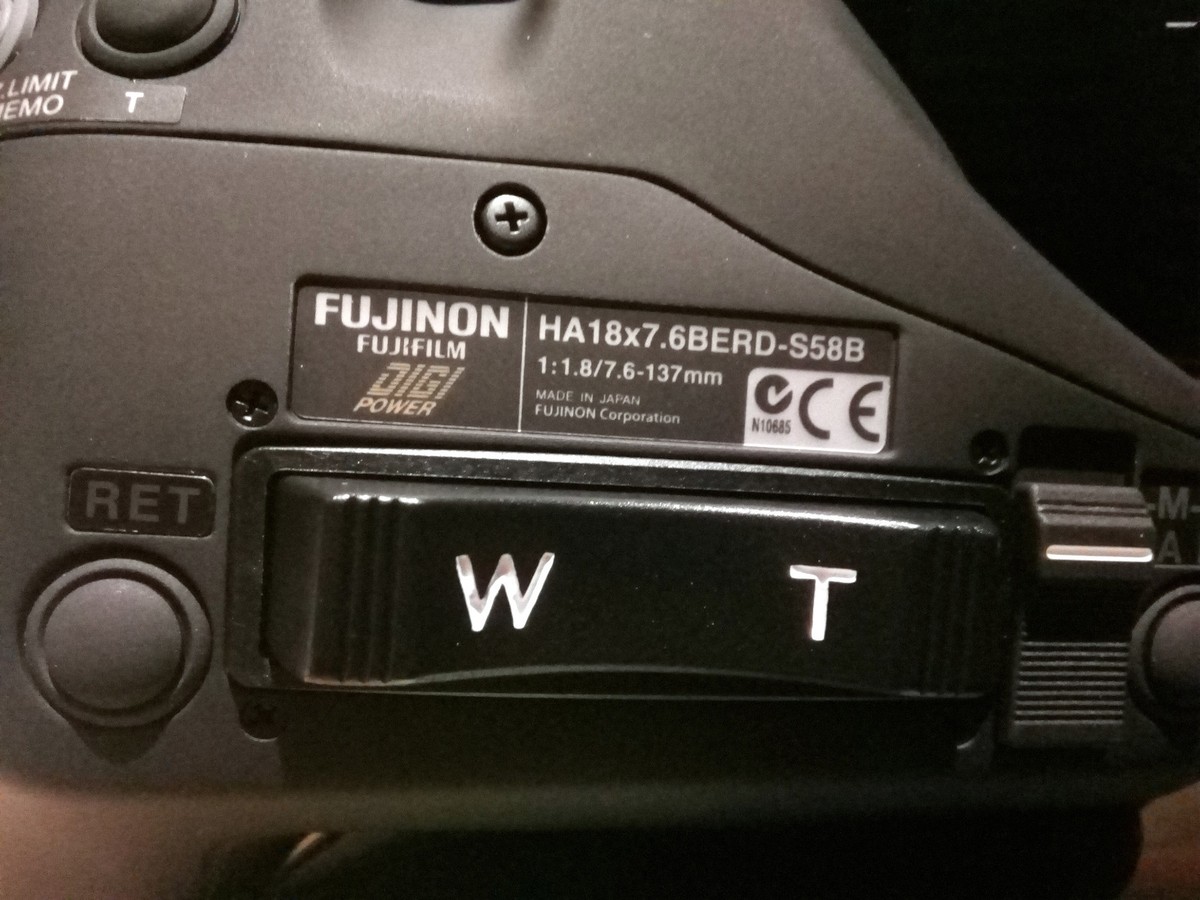 LIMIT
T
FUJINON
FUJIFILM
DIGI
POWER
HA18x7.6BERD-S58B
1:1.8/7.6-137mm
MADE IN JAPAN
FUJINON Corporation
N10685
CE
RET
M
A
W T